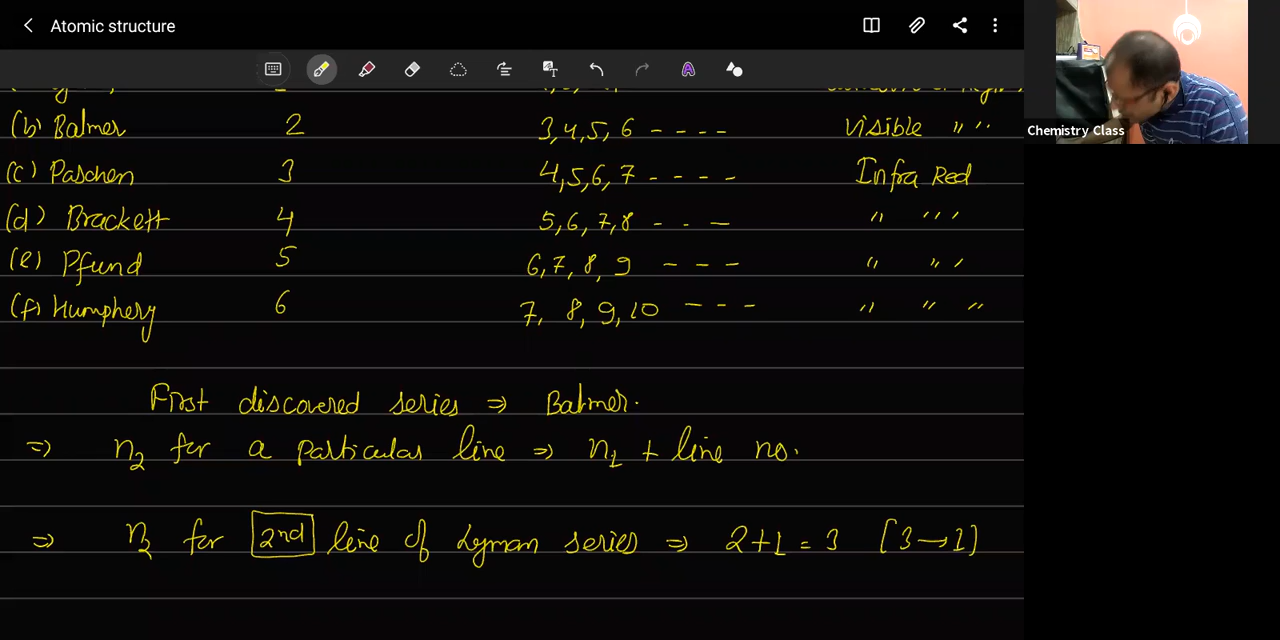 Atomic structure
Chemistry Class
(b) Balmer 2 3,4,5,6 ---- Visible " "
(c) Paschen 3 4,5,6,7 ---- Infra Red
(d) Brackett 4 5,6,7,8 --- " "
(e) Pfund 5 6,7,8,9 --- " "
(f) Humphery 6 7,8,9,10 --- " " "
First discovered series ⇒ Balmer.
⇒ n₂ for a particular line ⇒ n₁ + line no.
⇒ n₂ for 2nd line of Lyman series ⇒ 2+1=3 [3→1]